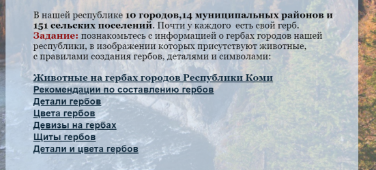 В нашей республике 10 городов,14 муниципальных районов и
151 сельских поселений. Почти у каждого есть свой герб.
Задание: познакомьтесь с информацией о гербах городов нашей
республики, в изображении которых присутствуют животные,
с правилами создания гербов, деталями и символами:
Животные на гербах городов Республики Коми
Рекомендации по составлению гербов
Детали гербов
Цвета гербов
Девизы на гербах
Щиты гербов
Детали и цвета гербов